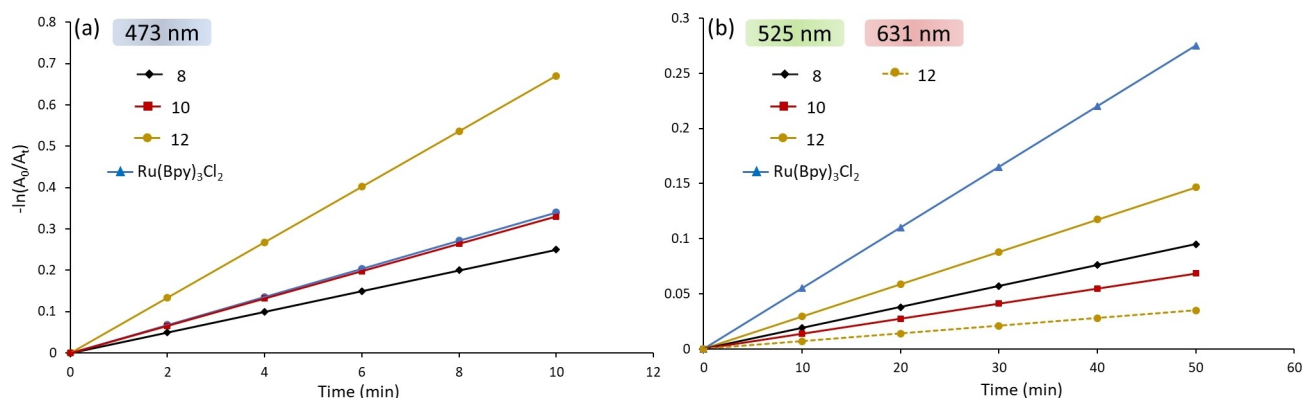 (a)
473 nm
8
10
12
Ru(Bpy)₃Cl₂
-ln(A₀/Aₜ)
0.8
0.7
0.6
0.5
0.4
0.3
0.2
0.1
0
0 2 4 6 8 10 12
Time (min)
(b)
525 nm 631 nm
8 12
10
12
Ru(Bpy)₃Cl₂
0.3
0.25
0.2
0.15
0.1
0.05
0
0 10 20 30 40 50 60
Time (min)